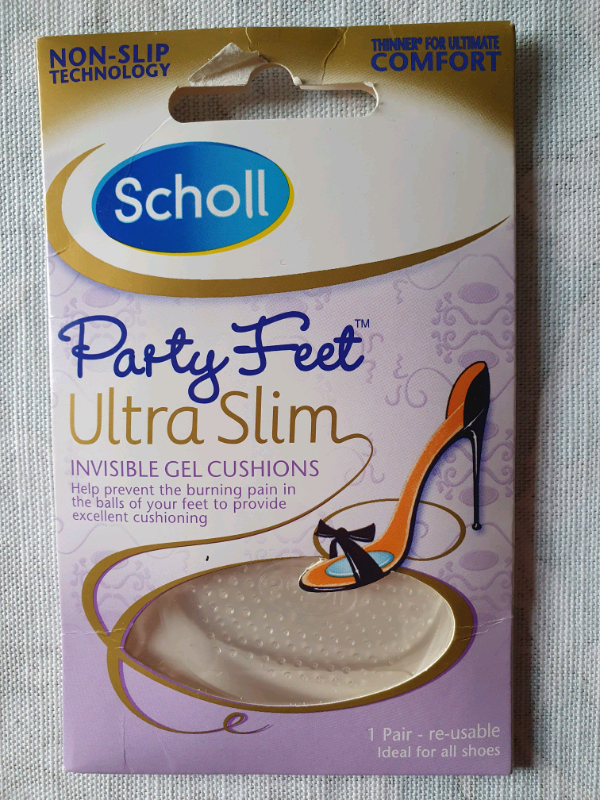 NON-SLIP
TECHNOLOGY
THINNER* FOR ULTIMATE
COMFORT
Scholl
Party Feet™
Ultra Slim
INVISIBLE GEL CUSHIONS
Help prevent the burning pain in
the balls of your feet to provide
excellent cushioning
1 Pair - re-usable
Ideal for all shoes